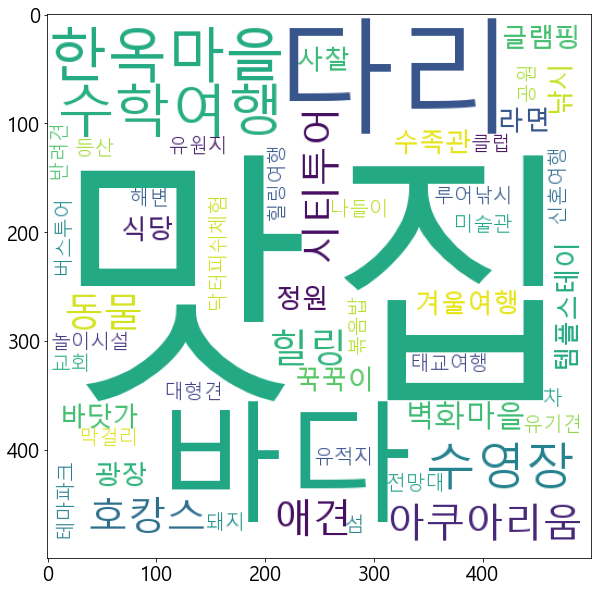 0
한옥마을
다리
사찰
글램핑
수학여행
공원
낚시
100
라면
반려견
등산
유원지
시티투어
수족관
클럽
맛집
힐링여행
신혼여행
해변
나들이
루어낚시
200
버스투어
식당
닥터피쉬체험
미술관
템플스테이
동물
정원
겨울여행
300
놀이시설
힐링
볶음밥
교회
태교여행
꾹꾹이
대형견
차
바닷가
바다
벽화마을
유기견
막걸리
400
유적지
수영장
테마파크
광장
전망대
호캉스
돼지
애견
섬
아쿠아리움
0 100 200 300 400